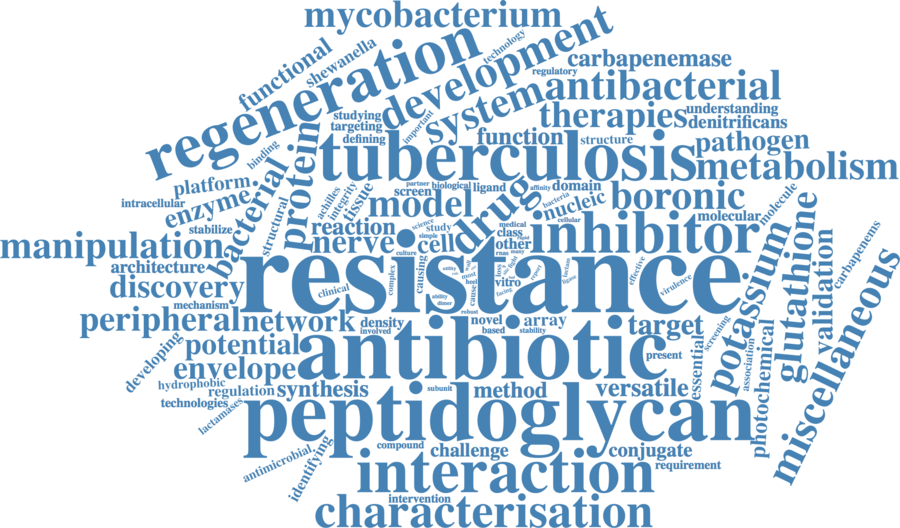 mycobacterium
technology
functional
shewanella
regeneration
development
carbapenemase
regulatory
antibacterial
system
important
studying
targeting
defining
therapies
understanding
denitrificans
function
structure
pathogen
tuberculosis
metabolism
binding
protein
platform
intracellular
enzyme
stabilize
bacterial
structural
achilles
integrity
tissue
screen
partner
biological
ligand
affinity
domain
bacteria
nucleic
cellular
boronic
model
drug
molecular
molecule
reaction
nerve
science
study
simple
cell
culture
medical
class
other
inhibitor
manipulation
architecture
discovery
mechanism
resistance
clinical
complex
causing
ability
dimer
most
heel
cause
robust
loss
many
vitro
facing
report
effective
virulence
potassium
glutathione
validation
carbapenems
miscellaneous
peripheral
network
density
involved
novel
based
array
stability
target
screening
developing
potential
antibiotic
present
essential
association
photochemical
envelope
hydrophobic
regulation
synthesis
technologies
lactamases
subunit
method
versatile
peptidoglycan
antimicrobial
identifying
compound
challenge
conjugate
interaction
requirement
intervention
characterisation